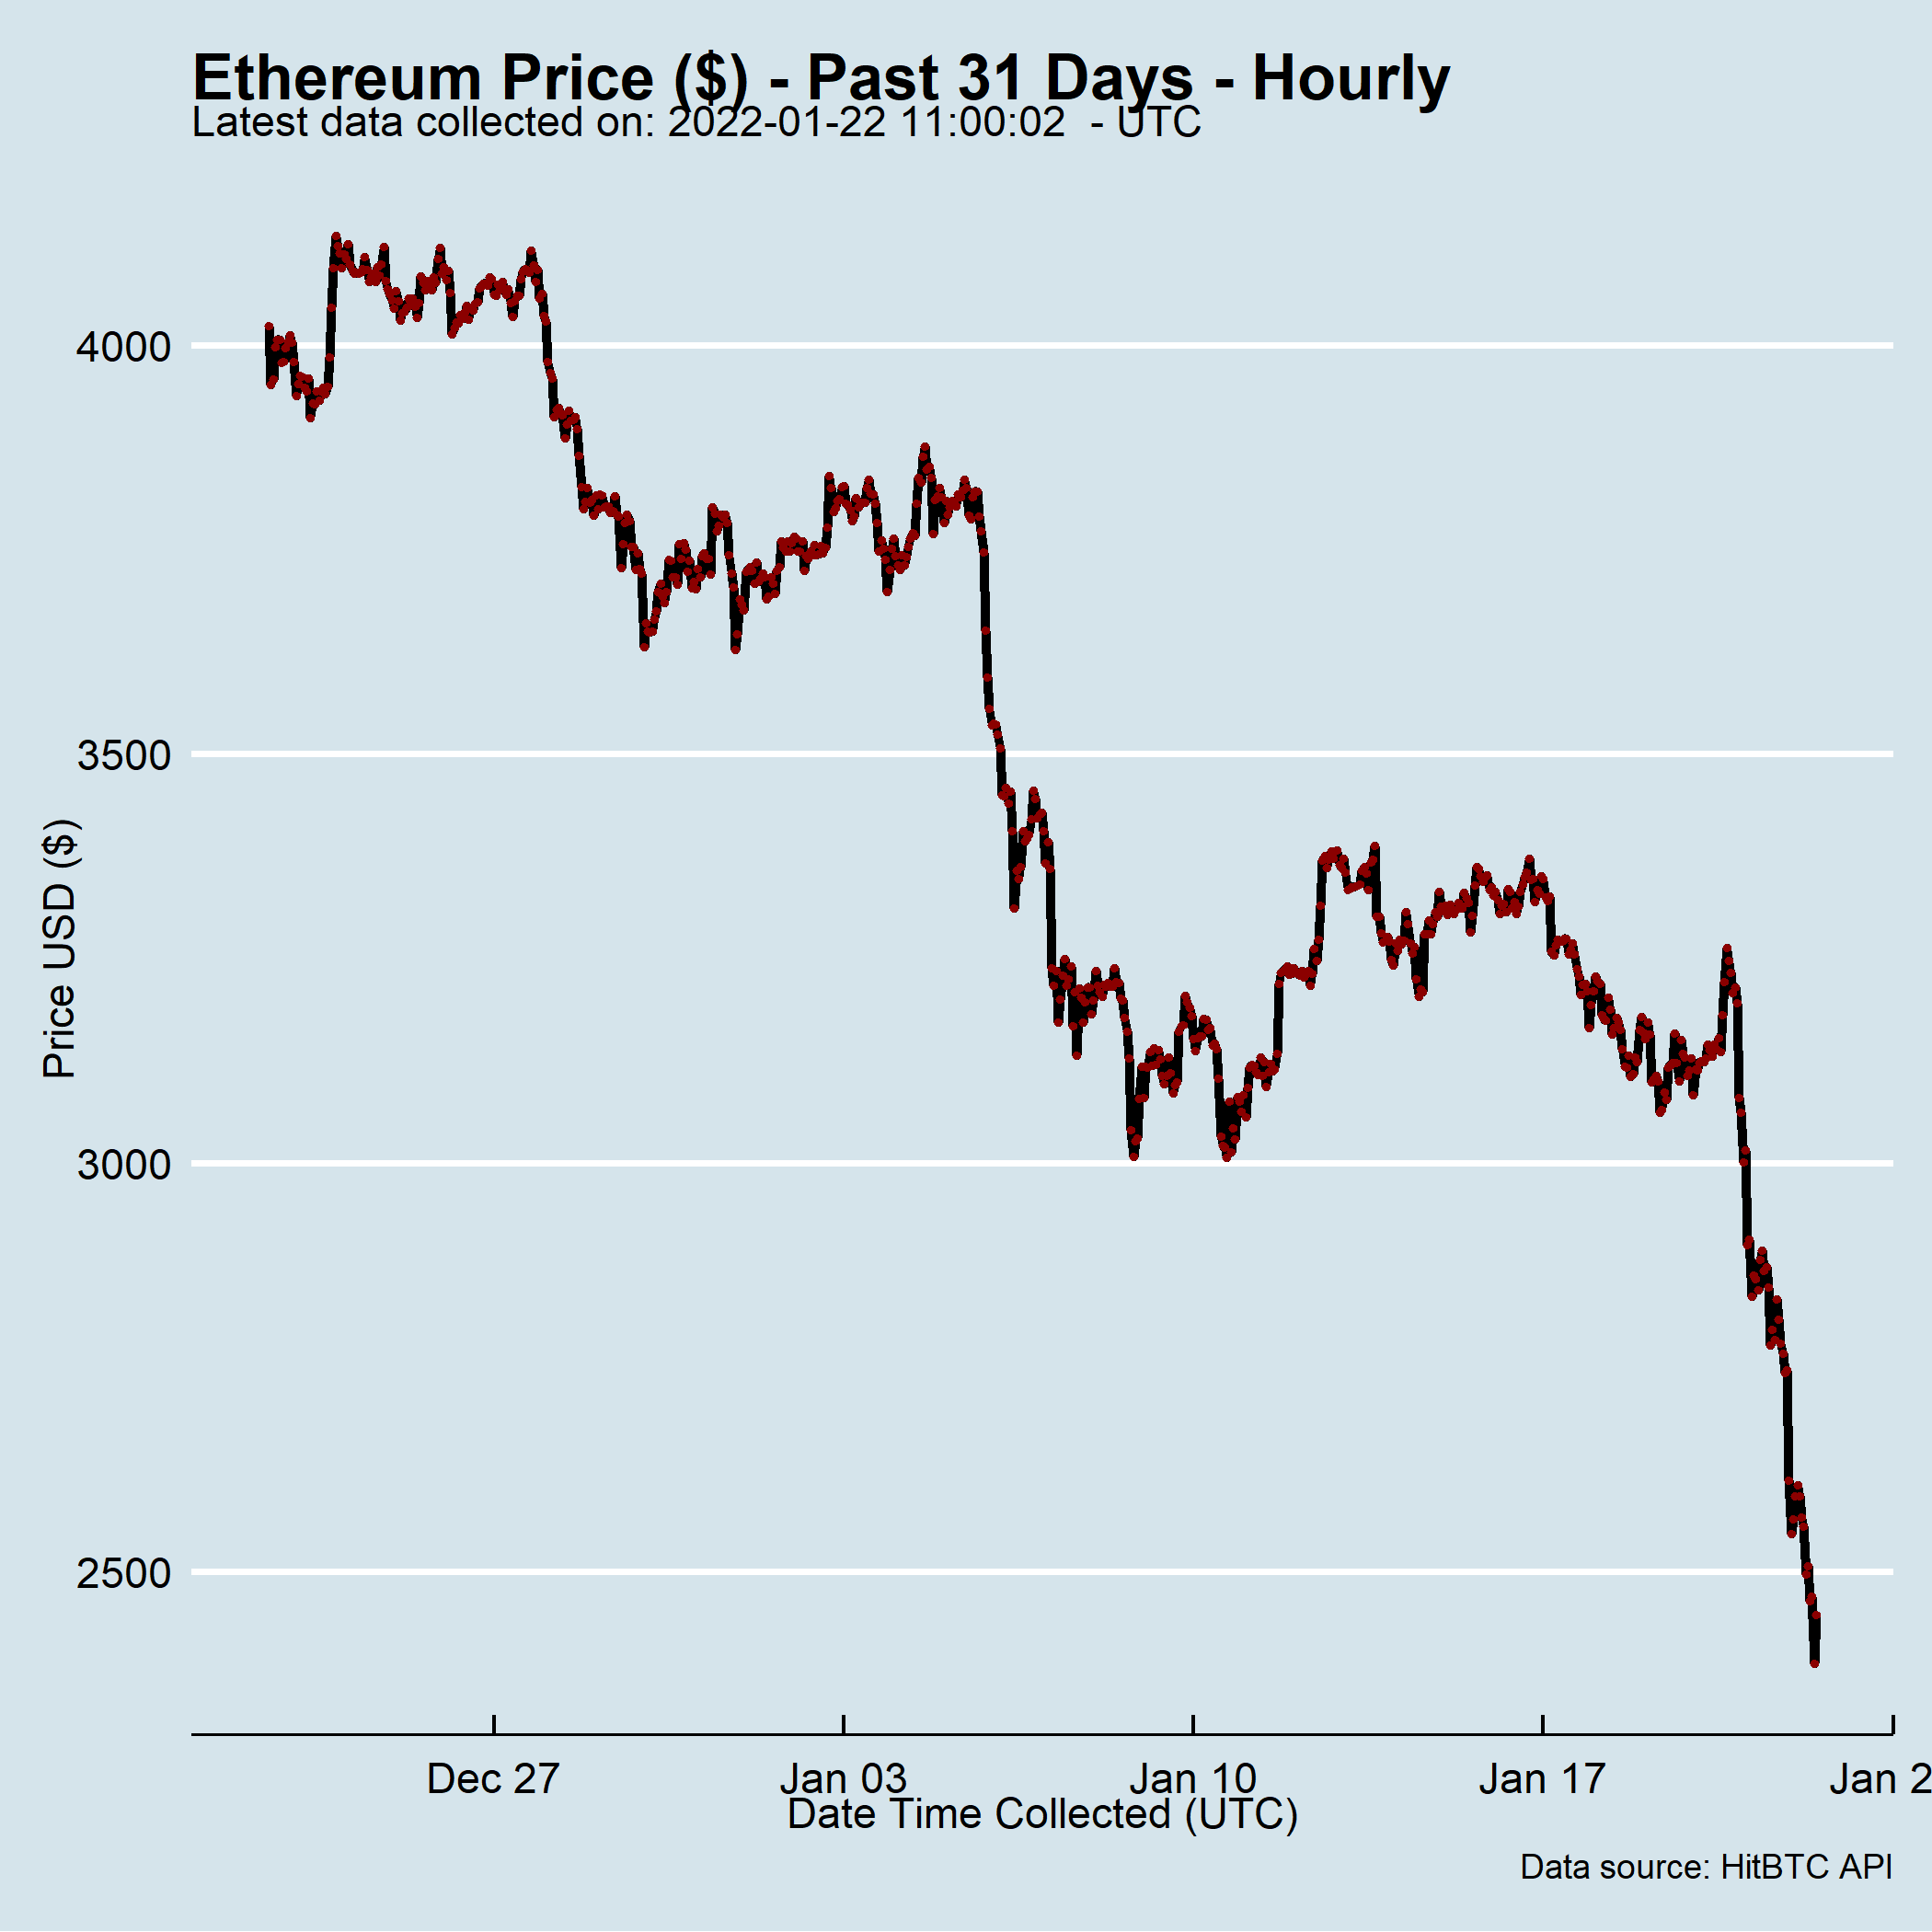 Ethereum Price ($) - Past 31 Days - Hourly
Latest data collected on: 2022-01-22 11:00:02 - UTC
4000
3500
3000
2500
Price USD ($)
Dec 27
Jan 03
Jan 10
Jan 17
Jan 2
Date Time Collected (UTC)
Data source: HitBTC API